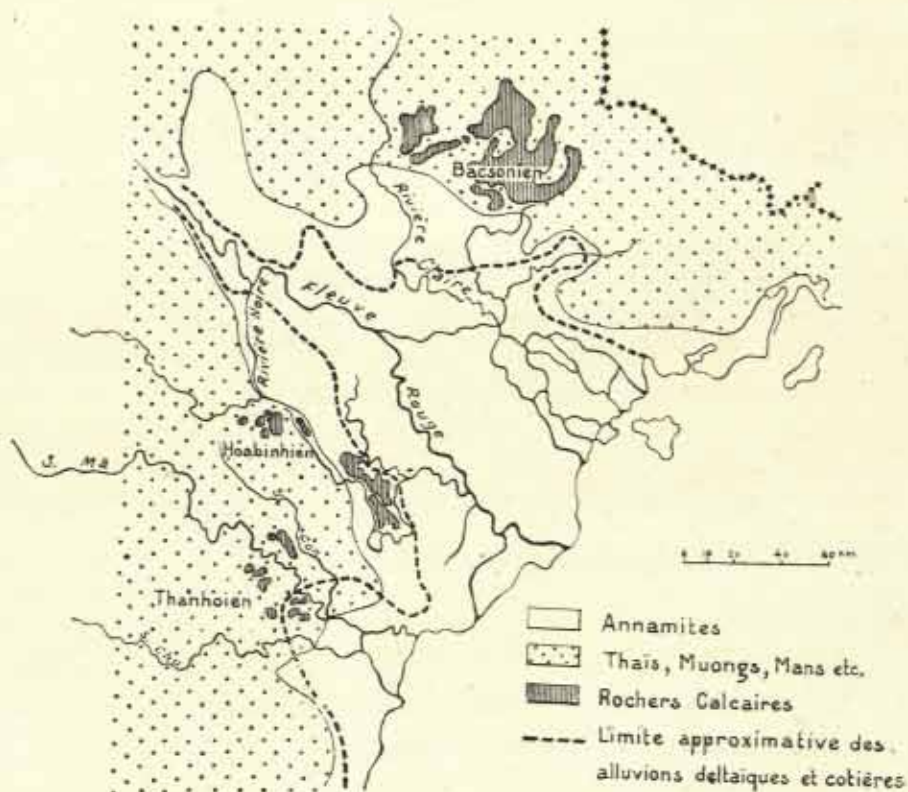 Bacsonien
Rivière Claire
Fleuve Rouge
Rivière Noire
Hoabinhien
S. Mã
Thanhoien
Annamites
Thaïs, Muongs, Mans etc.
Rochers Calcaires
Limite approximative des
alluvions deltaïques et cotières